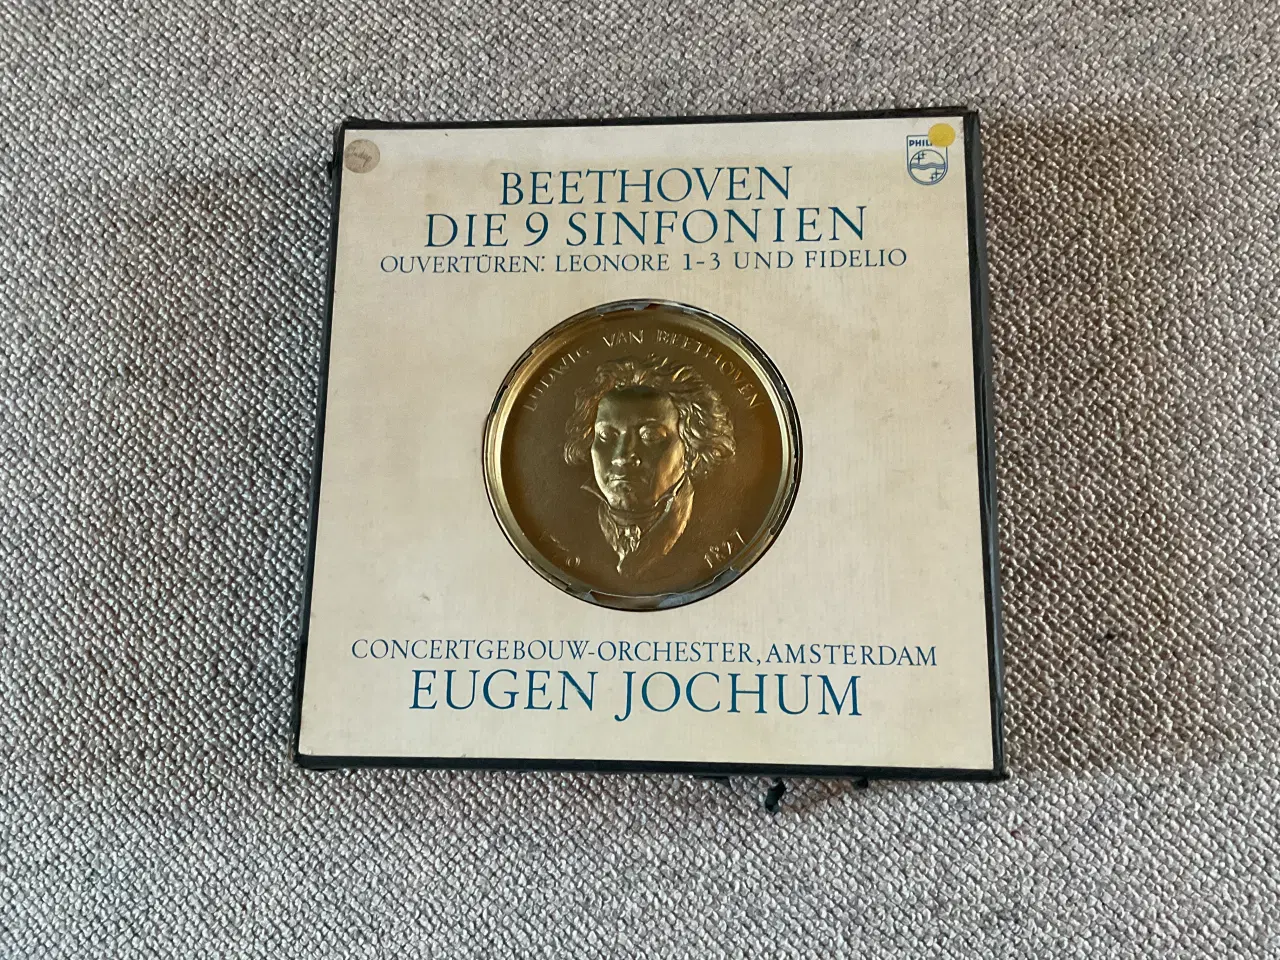 PHILIPS
BEETHOVEN
DIE 9 SINFONIEN
OUVERTÜREN: LEONORE 1-3 UND FIDELIO
LUDWIG VAN BEETHOVEN
1770 1827
CONCERTGEBOUW-ORCHESTER, AMSTERDAM
EUGEN JOCHUM